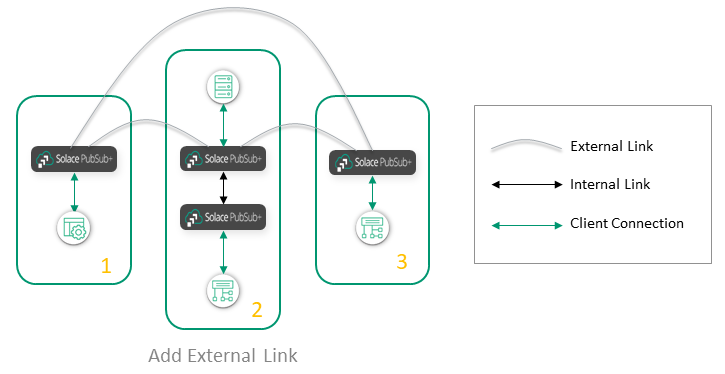 Solace PubSub+
Solace PubSub+
Solace PubSub+
Solace PubSub+
1
2
3
Add External Link
External Link
Internal Link
Client Connection